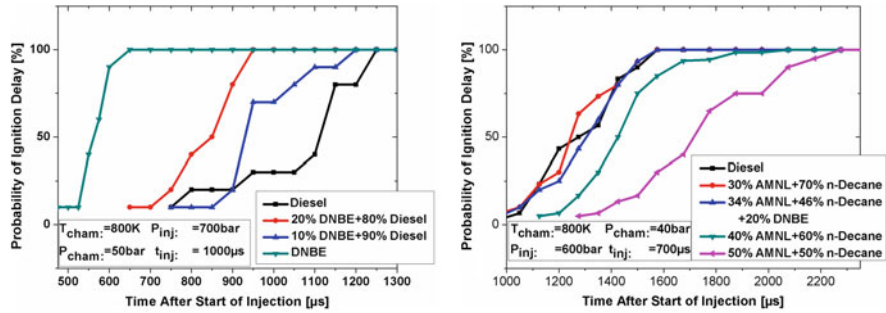 Probability of Ignition Delay [%]
100
50
0
Diesel
20% DNBE+80% Diesel
10% DNBE+90% Diesel
DNBE
Tcham:=800K Pinj:=700bar
Pcham:=50bar tinj: = 1000µs
500 600 700 800 900 1000 1100 1200 1300
Time After Start of Injection [µs]
Probability of Ignition Delay [%]
100
50
0
Diesel
30% AMNL+70% n-Decane
34% AMNL+46% n-Decane
+20% DNBE
40% AMNL+60% n-Decane
50% AMNL+50% n-Decane
Tcham:=800K Pcham:=40bar
Pinj:=600bar tinj:=700µs
1000 1200 1400 1600 1800 2000 2200
Time After Start of Injection [µs]